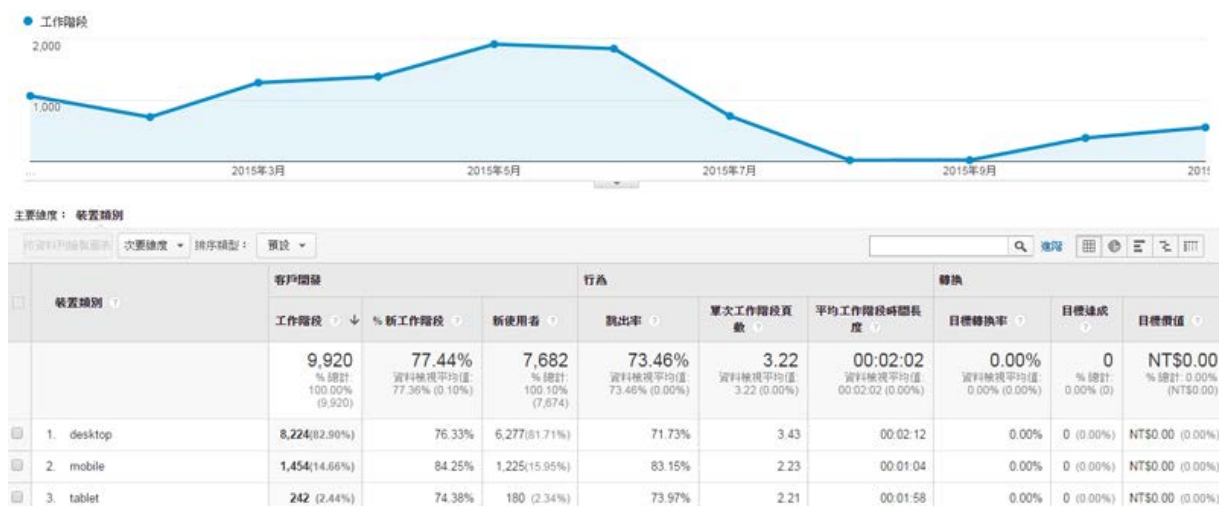 工作階段
2,000
1,000
...
2015年3月
2015年5月
2015年7月
2015年9月
201
主要維度： 裝置類別
次要維度 排序類型： 預設 進階
客戶開發 行為 轉換
裝置類別 ?
工作階段 ? ↓ % 新工作階段 ? 新使用者 ? 跳出率 ? 單次工作階段頁數 ? 平均工作階段時間長度 ? 目標轉換率 ? 目標達成 ? 目標價值 ?
9,920 77.44% 7,682 73.46% 3.22 00:02:02 0.00% 0 NT$0.00
% 總計: 100.00% (9,920) 資料檢視平均值: 77.36% (0.10%) % 總計: 100.10% (7,674) 資料檢視平均值: 73.46% (0.00%) 資料檢視平均值: 3.22 (0.00%) 資料檢視平均值: 00:02:02 (0.00%) 資料檢視平均值: 0.00% (0.00%) % 總計: 0.00% (0) % 總計: 0.00% (NT$0.00)
1. desktop 8,224(82.90%) 76.33% 6,277(81.71%) 71.73% 3.43 00:02:12 0.00% 0 (0.00%) NT$0.00 (0.00%)
2. mobile 1,454(14.66%) 84.25% 1,225(15.95%) 83.15% 2.23 00:01:04 0.00% 0 (0.00%) NT$0.00 (0.00%)
3. tablet 242 (2.44%) 74.38% 180 (2.34%) 73.97% 2.21 00:01:58 0.00% 0 (0.00%) NT$0.00 (0.00%)